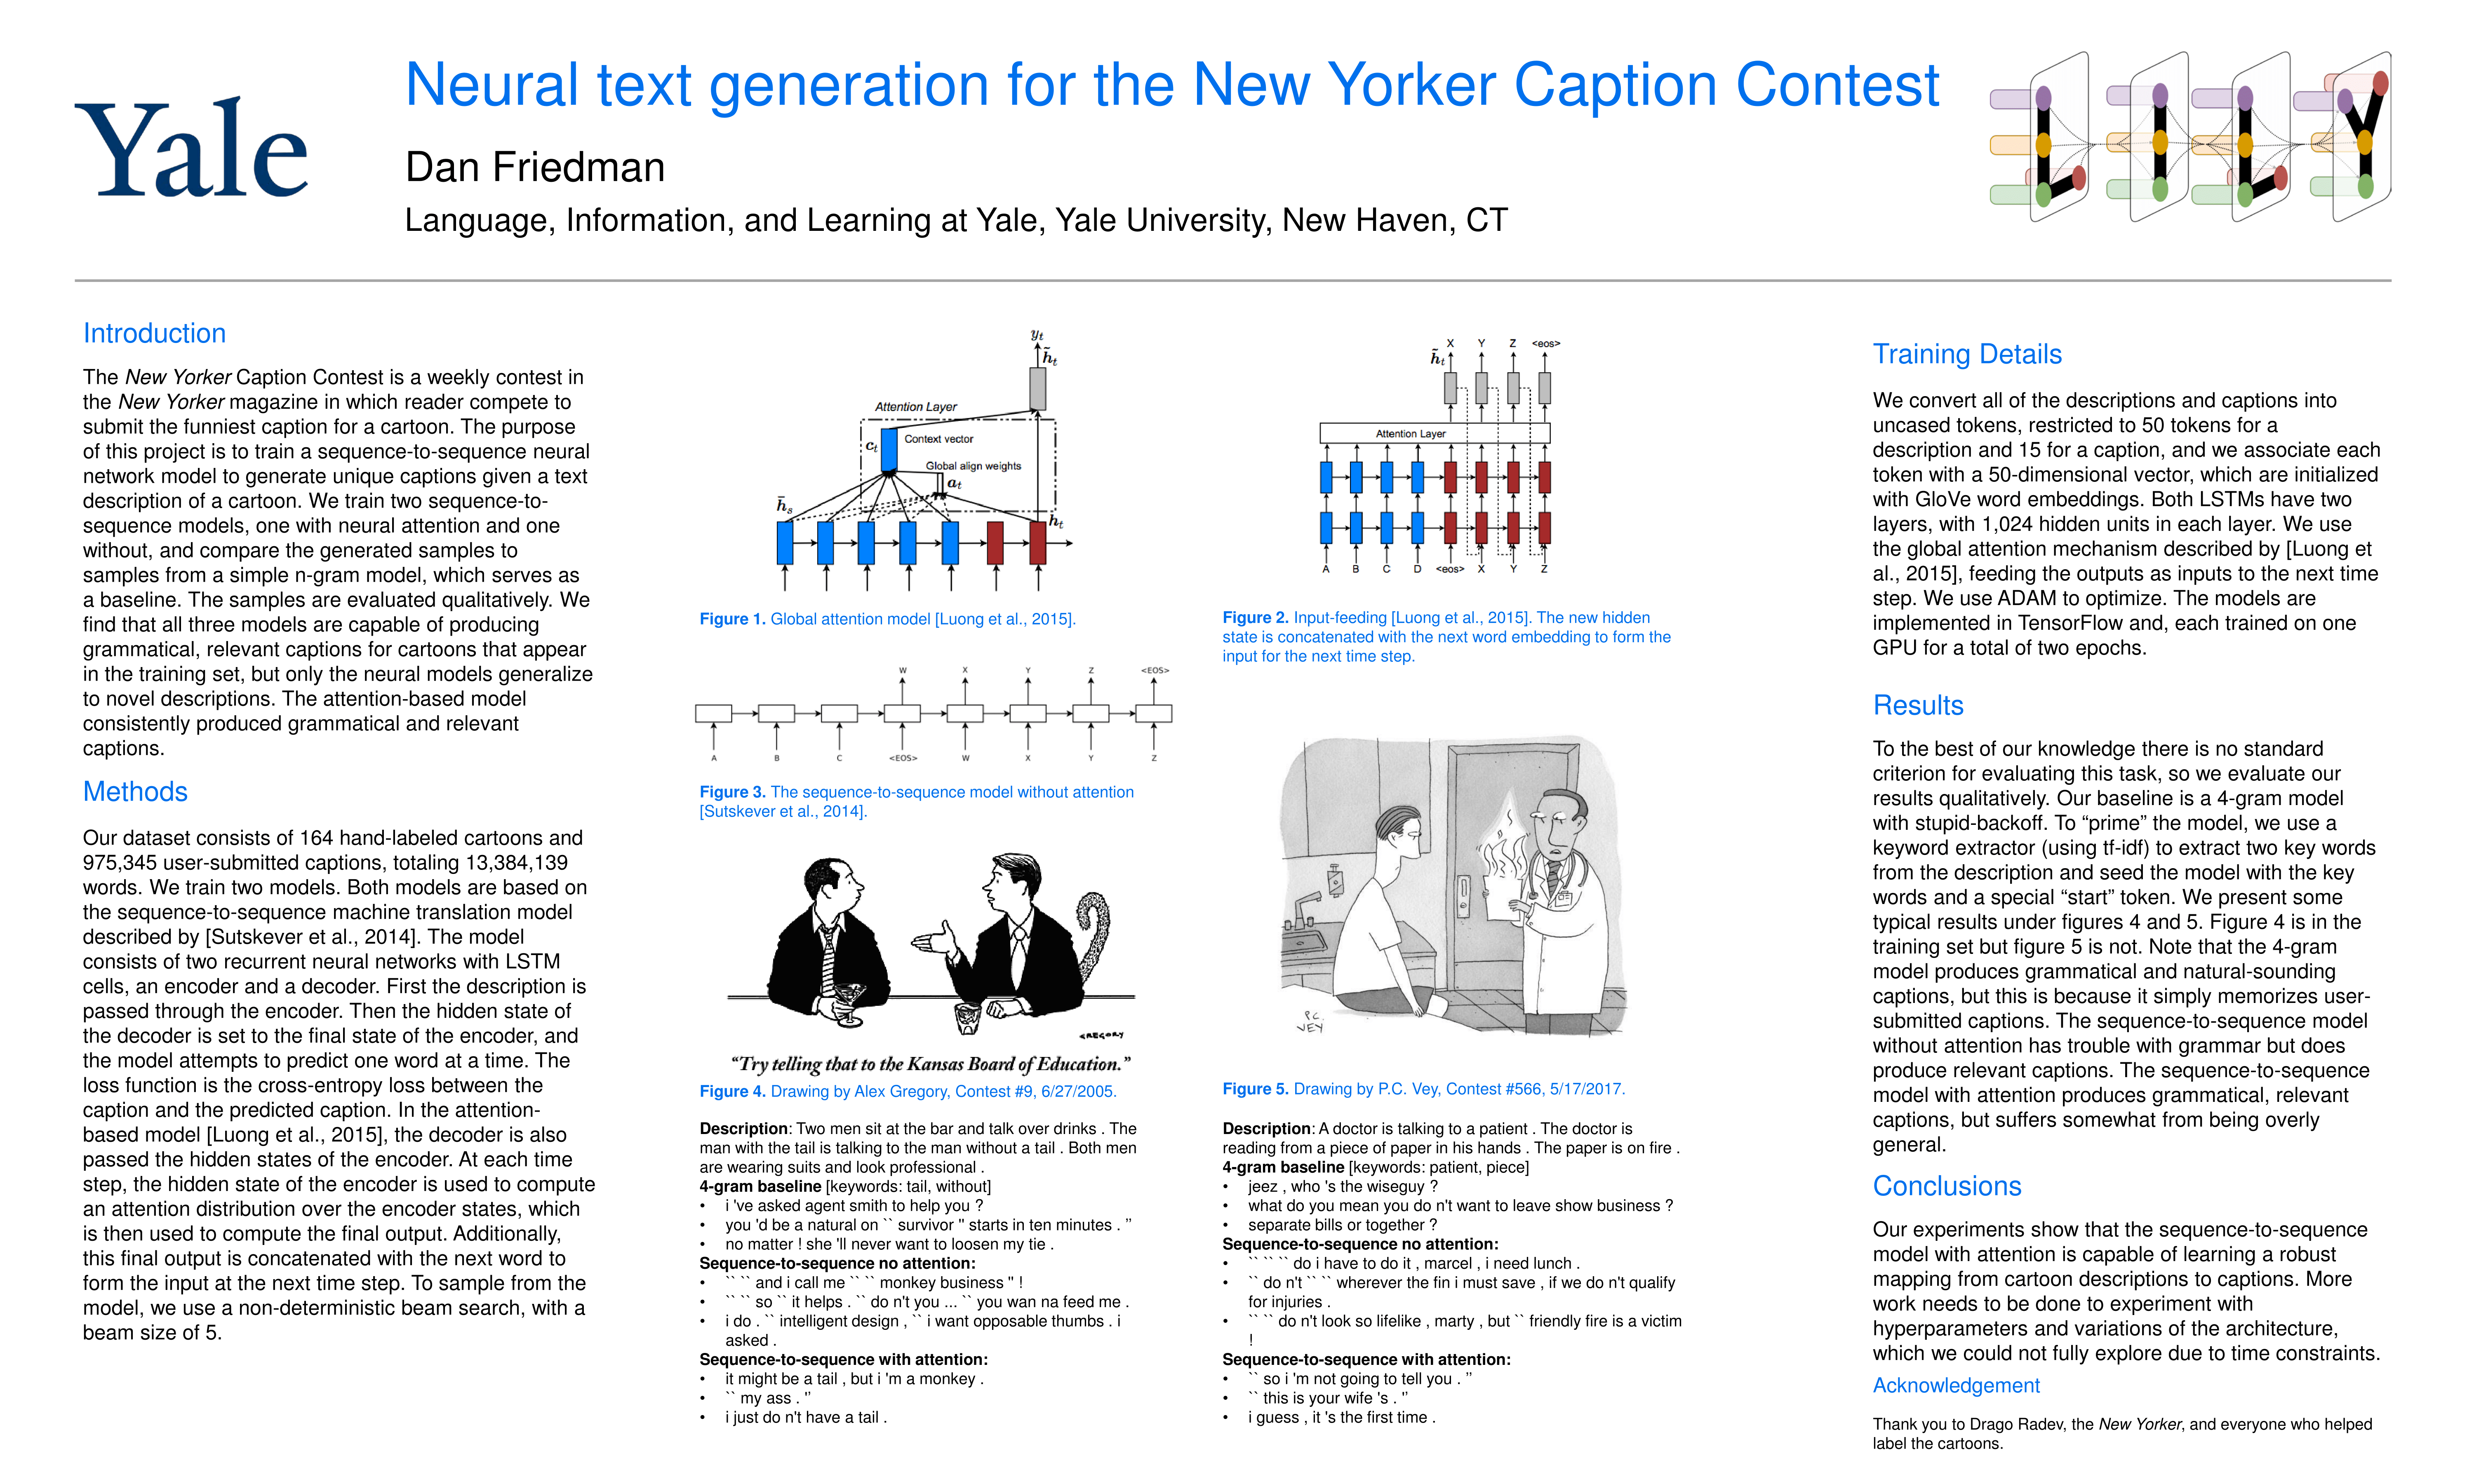 Yale
Neural text generation for the New Yorker Caption Contest
Dan Friedman
Language, Information, and Learning at Yale, Yale University, New Haven, CT
Introduction
The New Yorker Caption Contest is a weekly contest in
the New Yorker magazine in which reader compete to
submit the funniest caption for a cartoon. The purpose
of this project is to train a sequence-to-sequence neural
network model to generate unique captions given a text
description of a cartoon. We train two sequence-to-
sequence models, one with neural attention and one
without, and compare the generated samples to
samples from a simple n-gram model, which serves as
a baseline. The samples are evaluated qualitatively. We
find that all three models are capable of producing
grammatical, relevant captions for cartoons that appear
in the training set, but only the neural models generalize
to novel descriptions. The attention-based model
consistently produced grammatical and relevant
captions.
Methods
Our dataset consists of 164 hand-labeled cartoons and
975,345 user-submitted captions, totaling 13,384,139
words. We train two models. Both models are based on
the sequence-to-sequence machine translation model
described by [Sutskever et al., 2014]. The model
consists of two recurrent neural networks with LSTM
cells, an encoder and a decoder. First the description is
passed through the encoder. Then the hidden state of
the decoder is set to the final state of the encoder, and
the model attempts to predict one word at a time. The
loss function is the cross-entropy loss between the
caption and the predicted caption. In the attention-
based model [Luong et al., 2015], the decoder is also
passed the hidden states of the encoder. At each time
step, the hidden state of the encoder is used to compute
an attention distribution over the encoder states, which
is then used to compute the final output. Additionally,
this final output is concatenated with the next word to
form the input at the next time step. To sample from the
model, we use a non-deterministic beam search, with a
beam size of 5.
yₜ
h̃ₜ
Attention Layer
cₜ
Context vector
Global align weights
aₜ
h̄ₛ
hₜ
Figure 1. Global attention model [Luong et al., 2015].
W X Y Z <EOS>
A B C <EOS> W X Y Z
Figure 3. The sequence-to-sequence model without attention
[Sutskever et al., 2014].
GREGORY
“Try telling that to the Kansas Board of Education.”
Figure 4. Drawing by Alex Gregory, Contest #9, 6/27/2005.
Description: Two men sit at the bar and talk over drinks . The
man with the tail is talking to the man without a tail . Both men
are wearing suits and look professional .
4-gram baseline [keywords: tail, without]
• i 've asked agent smith to help you ?
• you 'd be a natural on `` survivor '' starts in ten minutes . ’’
• no matter ! she 'll never want to loosen my tie .
Sequence-to-sequence no attention:
• `` `` and i call me `` `` monkey business '' !
• `` `` so `` it helps . `` do n't you ... `` you wan na feed me .
• i do . `` intelligent design , `` i want opposable thumbs . i
asked .
Sequence-to-sequence with attention:
• it might be a tail , but i 'm a monkey .
• `` my ass . '’
• i just do n't have a tail .
X Y Z <eos>
h̃ₜ
Attention Layer
A B C D <eos> X Y Z
Figure 2. Input-feeding [Luong et al., 2015]. The new hidden
state is concatenated with the next word embedding to form the
input for the next time step.
P.C.
VEY
Figure 5. Drawing by P.C. Vey, Contest #566, 5/17/2017.
Description: A doctor is talking to a patient . The doctor is
reading from a piece of paper in his hands . The paper is on fire .
4-gram baseline [keywords: patient, piece]
• jeez , who 's the wiseguy ?
• what do you mean you do n't want to leave show business ?
• separate bills or together ?
Sequence-to-sequence no attention:
• `` `` `` do i have to do it , marcel , i need lunch .
• `` do n't `` `` wherever the fin i must save , if we do n't qualify
for injuries .
• `` `` do n't look so lifelike , marty , but `` friendly fire is a victim
!
Sequence-to-sequence with attention:
• `` so i 'm not going to tell you . ’’
• `` this is your wife 's . '’
• i guess , it 's the first time .
Training Details
We convert all of the descriptions and captions into
uncased tokens, restricted to 50 tokens for a
description and 15 for a caption, and we associate each
token with a 50-dimensional vector, which are initialized
with GloVe word embeddings. Both LSTMs have two
layers, with 1,024 hidden units in each layer. We use
the global attention mechanism described by [Luong et
al., 2015], feeding the outputs as inputs to the next time
step. We use ADAM to optimize. The models are
implemented in TensorFlow and, each trained on one
GPU for a total of two epochs.
Results
To the best of our knowledge there is no standard
criterion for evaluating this task, so we evaluate our
results qualitatively. Our baseline is a 4-gram model
with stupid-backoff. To “prime” the model, we use a
keyword extractor (using tf-idf) to extract two key words
from the description and seed the model with the key
words and a special “start” token. We present some
typical results under figures 4 and 5. Figure 4 is in the
training set but figure 5 is not. Note that the 4-gram
model produces grammatical and natural-sounding
captions, but this is because it simply memorizes user-
submitted captions. The sequence-to-sequence model
without attention has trouble with grammar but does
produce relevant captions. The sequence-to-sequence
model with attention produces grammatical, relevant
captions, but suffers somewhat from being overly
general.
Conclusions
Our experiments show that the sequence-to-sequence
model with attention is capable of learning a robust
mapping from cartoon descriptions to captions. More
work needs to be done to experiment with
hyperparameters and variations of the architecture,
which we could not fully explore due to time constraints.
Acknowledgement
Thank you to Drago Radev, the New Yorker, and everyone who helped
label the cartoons.